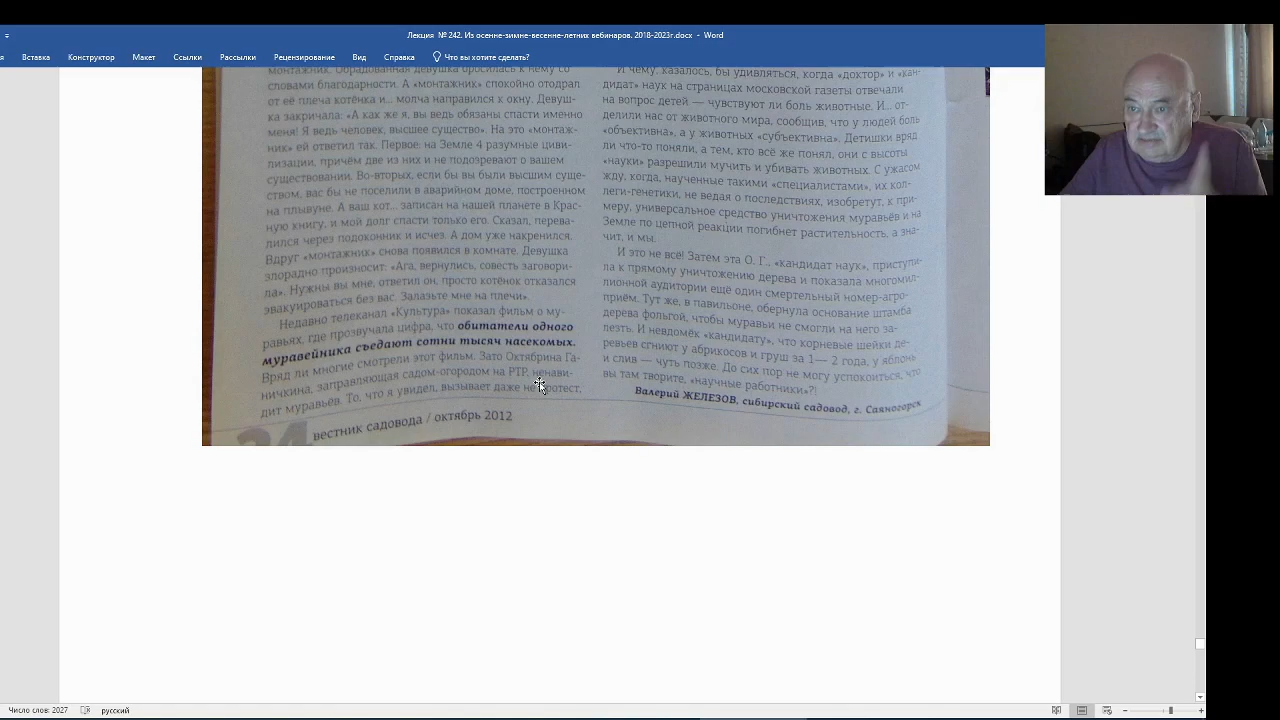 Лекция № 242. Из осенне-зимне-весенне-летних вебинаров. 2018-2023г.docx - Word
Вставка Конструктор Макет Ссылки Рассылки Рецензирование Вид Справка Что вы хотите сделать?
монтажник. Обрадованная девушка бросилась к нему со
словами благодарности. А «монтажник» спокойно отодрал
от её плеча котёнка и... молча направился к окну. Девуш-
ка закричала: «А как же я, вы ведь обязаны спасти именно
меня! Я ведь человек, высшее существо». На это «монтаж-
ник» ей ответил так. Первое: на Земле 4 разумные циви-
лизации, причём две из них и не подозревают о вашем
существовании. Во-вторых, если бы вы были высшим суще-
ством, вас бы не поселили в аварийном доме, построенном
на плывуне. А ваш кот... записан на нашей планете в Крас-
ную книгу, и мой долг спасти только его. Сказал, перева-
лился через подоконник и исчез. А дом уже накренился.
Вдруг «монтажник» снова появился в комнате. Девушка
злорадно произносит: «Ага, вернулись, совесть заговори-
ла». Нужны вы мне, ответил он, просто котёнок отказался
эвакуироваться без вас. Залазьте мне на плечи».
Недавно телеканал «Культура» показал фильм о му-
равьях, где прозвучала цифра, что обитатели одного
муравейника съедают сотни тысяч насекомых.
Вряд ли многие смотрели этот фильм. Зато Октябрина Га-
ничкина, заправляющая садом-огородом на РТР, ненави-
дит муравьёв. То, что я увидел, вызывает даже не протест,
24 вестник садовода / октябрь 2012
И чему, казалось, бы удивляться, когда «доктор» и «кан-
дидат» наук на страницах московской газеты отвечали
на вопрос детей — чувствуют ли боль животные. И... от-
делили нас от животного мира, сообщив, что у людей боль
«объективна», а у животных «субъективна». Детишки вряд
ли что-то поняли, а тем, кто всё же понял, они с высоты
«науки» разрешили мучить и убивать животных. С ужасом
жду, когда, наученные такими «специалистами», их кол-
леги-генетики, не ведая о последствиях, изобретут, к при-
меру, универсальное средство уничтожения муравьёв и на
Земле по цепной реакции погибнет растительность, а зна-
чит, и мы.
И это не всё! Затем эта О. Г., «кандидат наук», приступи-
ла к прямому уничтожению дерева и показала многомил-
лионной аудитории ещё один смертельный номер-агро-
приём. Тут же, в павильоне, обернула основание штамба
дерева фольгой, чтобы муравьи не смогли на него за-
лезть. И невдомёк «кандидату», что корневые шейки де-
ревьев сгниют у абрикосов и груш за 1— 2 года, у яблонь
и слив — чуть позже. До сих пор не могу успокоиться, что
вы там творите, «научные работники»?!
Валерий ЖЕЛЕЗОВ, сибирский садовод, г. Саяногорск
Число слов: 2027 русский